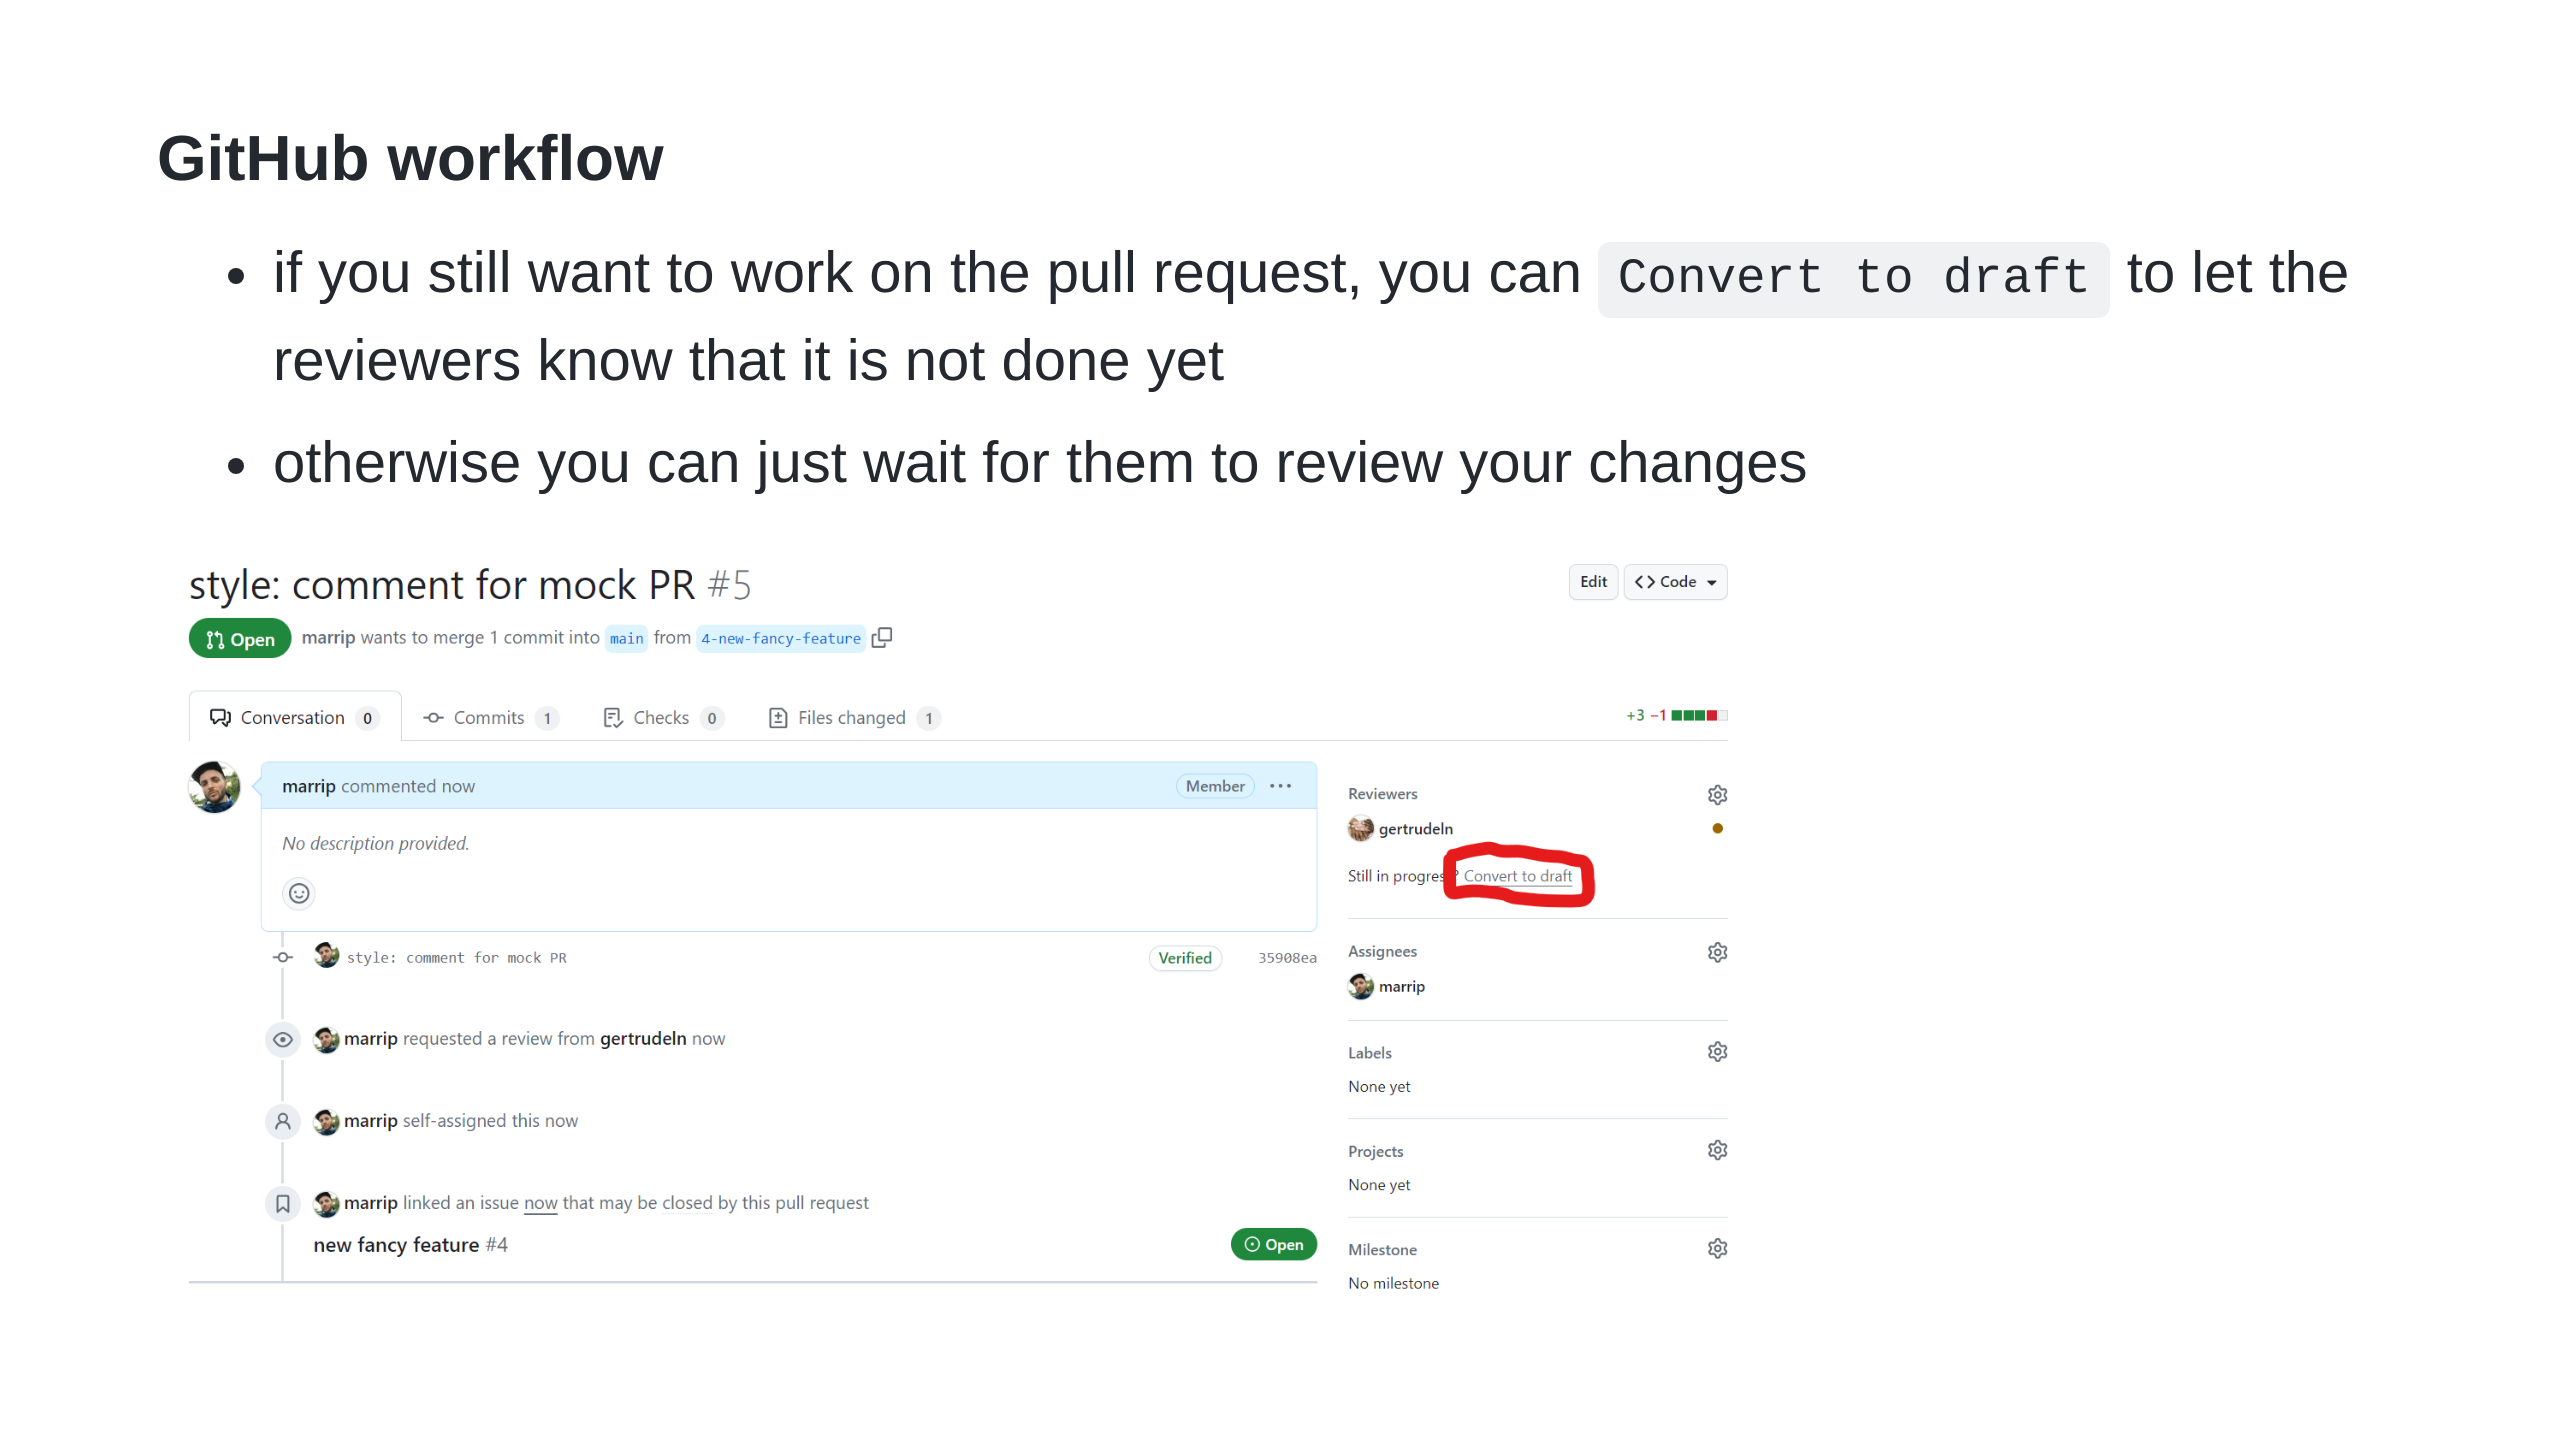 GitHub workflow
• if you still want to work on the pull request, you can Convert to draft to let the
reviewers know that it is not done yet
• otherwise you can just wait for them to review your changes
style: comment for mock PR #5
Edit
Code
Open
marrip wants to merge 1 commit into main from 4-new-fancy-feature
Conversation 0
Commits 1
Checks 0
Files changed 1
+3 −1
marrip commented now
Member
No description provided.
style: comment for mock PR
Verified
35908ea
marrip requested a review from gertrudeln now
marrip self-assigned this now
marrip linked an issue now that may be closed by this pull request
new fancy feature #4
Open
Reviewers
gertrudeln
Still in progres? Convert to draft
Assignees
marrip
Labels
None yet
Projects
None yet
Milestone
No milestone